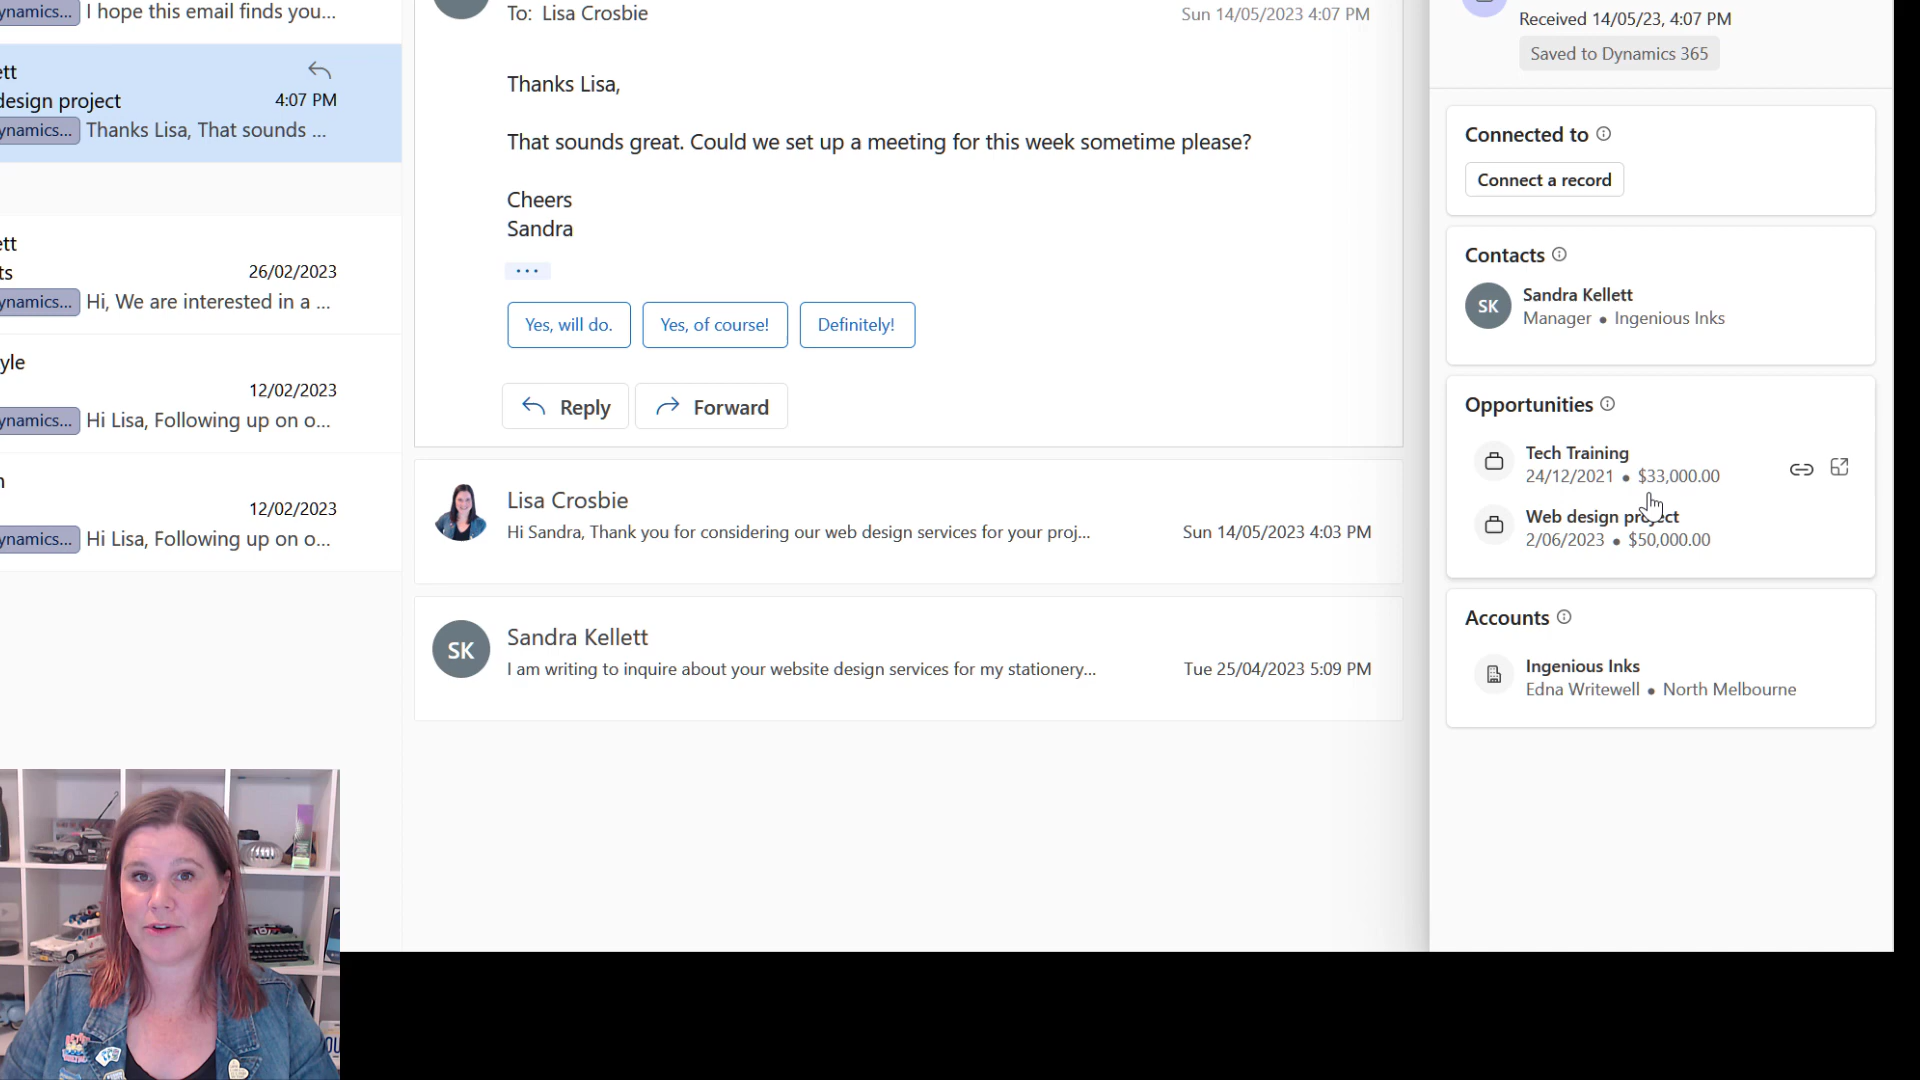 ynamics... I hope this email finds you...
ett
design project 4:07 PM
ynamics... Thanks Lisa, That sounds ...
ett
ts 26/02/2023
ynamics... Hi, We are interested in a ...
yle
12/02/2023
ynamics... Hi Lisa, Following up on o...
n
12/02/2023
ynamics... Hi Lisa, Following up on o...
To: Lisa Crosbie
Sun 14/05/2023 4:07 PM
Thanks Lisa,
That sounds great. Could we set up a meeting for this week sometime please?
Cheers
Sandra
...
Yes, will do. Yes, of course! Definitely!
Reply Forward
Lisa Crosbie
Hi Sandra, Thank you for considering our web design services for your proj... Sun 14/05/2023 4:03 PM
SK
Sandra Kellett
I am writing to inquire about your website design services for my stationery... Tue 25/04/2023 5:09 PM
Received 14/05/23, 4:07 PM
Saved to Dynamics 365
Connected to
Connect a record
Contacts
SK
Sandra Kellett
Manager • Ingenious Inks
Opportunities
Tech Training
24/12/2021 • $33,000.00
Web design project
2/06/2023 • $50,000.00
Accounts
Ingenious Inks
Edna Writewell • North Melbourne